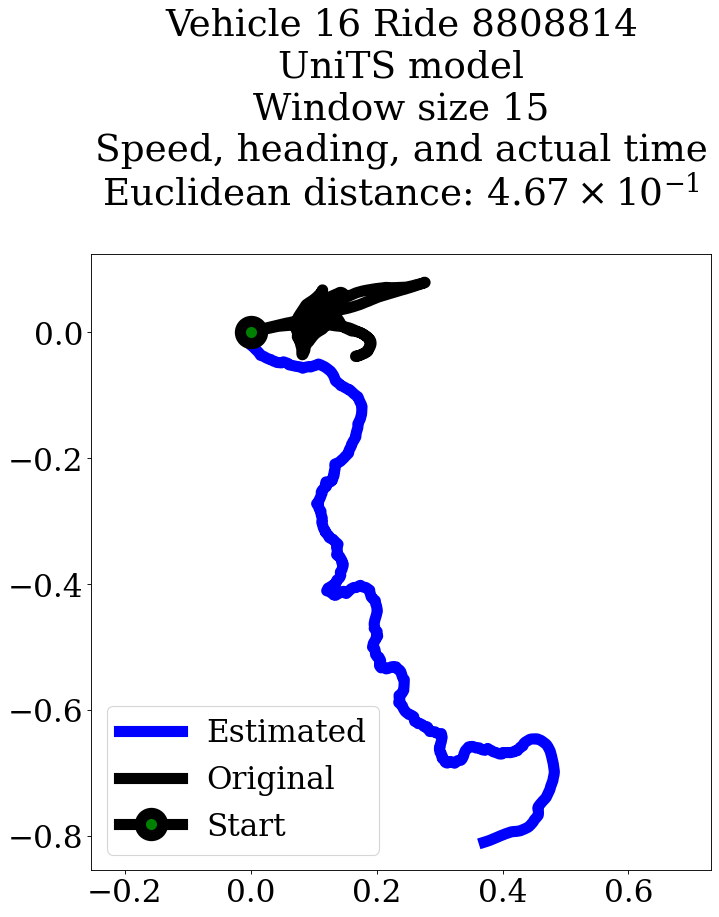 Vehicle 16 Ride 8808814
UniTS model
Window size 15
Speed, heading, and actual time
Euclidean distance: 4.67 × 10⁻¹
0.0
−0.2
−0.4
−0.6
−0.8
Estimated
Original
Start
−0.2 0.0 0.2 0.4 0.6